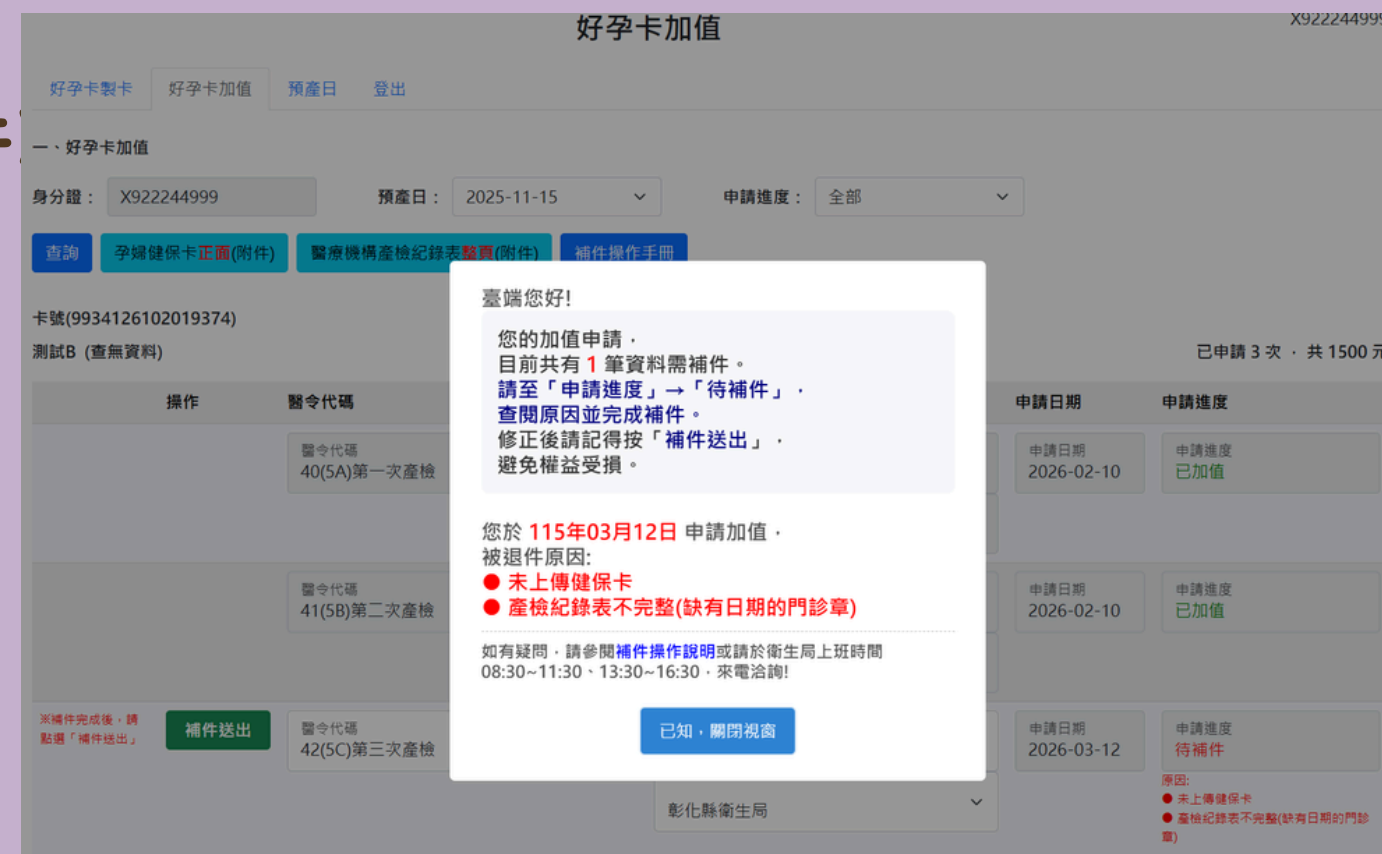 好孕卡加值
X922244999
好孕卡製卡 好孕卡加值 預產日 登出
一、好孕卡加值
身分證： X922244999 預產日： 2025-11-15 申請進度： 全部
查詢 孕婦健保卡正面(附件) 醫療機構產檢紀錄表整頁(附件) 補件操作手冊
卡號(9934126102019374)
測試B (查無資料)
已申請 3 次 ，共 1500 元
操作 醫令代碼 申請日期 申請進度
醫令代碼 申請日期 申請進度
40(5A)第一次產檢 2026-02-10 已加值
醫令代碼 申請日期 申請進度
41(5B)第二次產檢 2026-02-10 已加值
※補件完成後，請
點選「補件送出」
補件送出
醫令代碼 申請日期 申請進度
42(5C)第三次產檢 2026-03-12 待補件
彰化縣衛生局
原因:
● 未上傳健保卡
● 產檢紀錄表不完整(缺有日期的門診
章)
臺端您好!
您的加值申請，
目前共有 1 筆資料需補件。
請至「申請進度」→「待補件」，
查閱原因並完成補件。
修正後請記得按「補件送出」，
避免權益受損。
您於 115年03月12日 申請加值，
被退件原因:
● 未上傳健保卡
● 產檢紀錄表不完整(缺有日期的門診章)
如有疑問，請參閱補件操作說明或請於衛生局上班時間
08:30~11:30、13:30~16:30，來電洽詢!
已知，關閉視窗